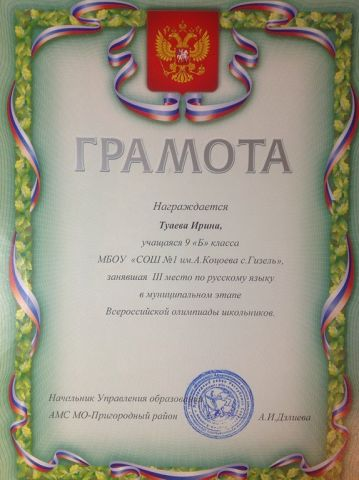 ГРАМОТА
Награждается
Туаева Ирина,
учащаяся 9 «Б» класса
МБОУ «СОШ №1 им.А.Коцоева с.Гизель»,
занявшая III место по русскому языку
в муниципальном этапе
Всероссийской олимпиады школьников.
Начальник Управления образования
АМС МО-Пригородный район А.И.Дзлиева